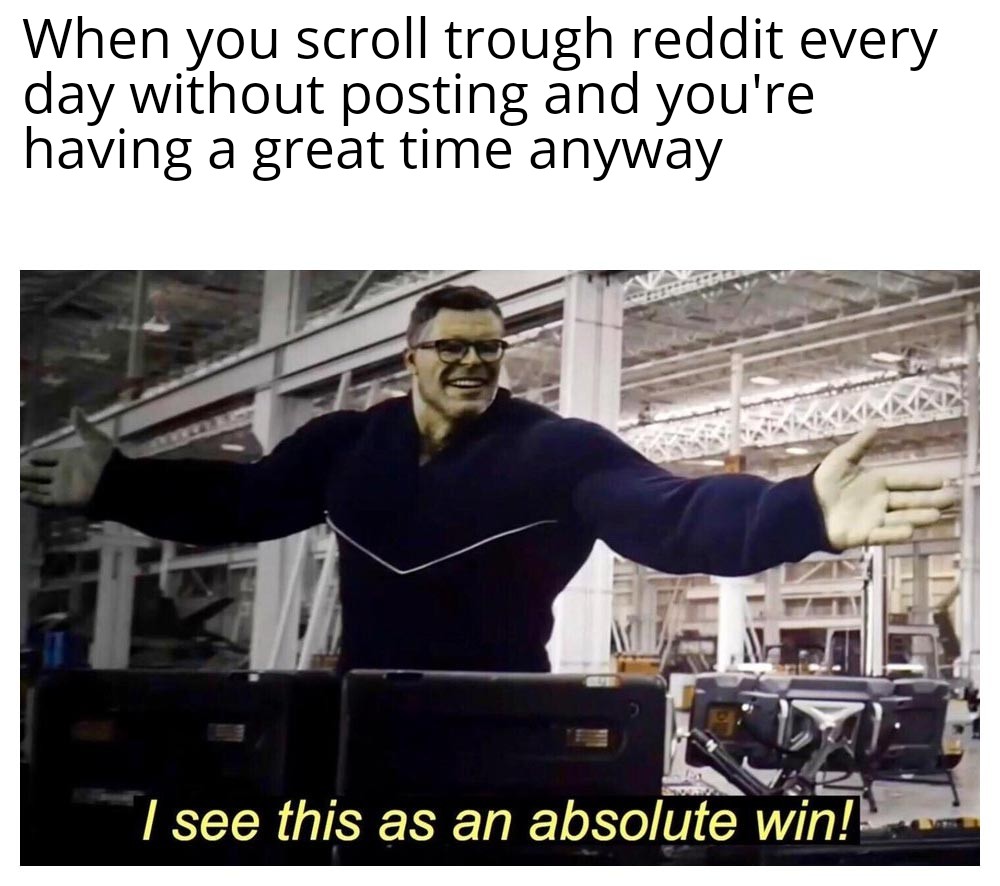 When you scroll trough reddit every
day without posting and you're
having a great time anyway
I see this as an absolute win!